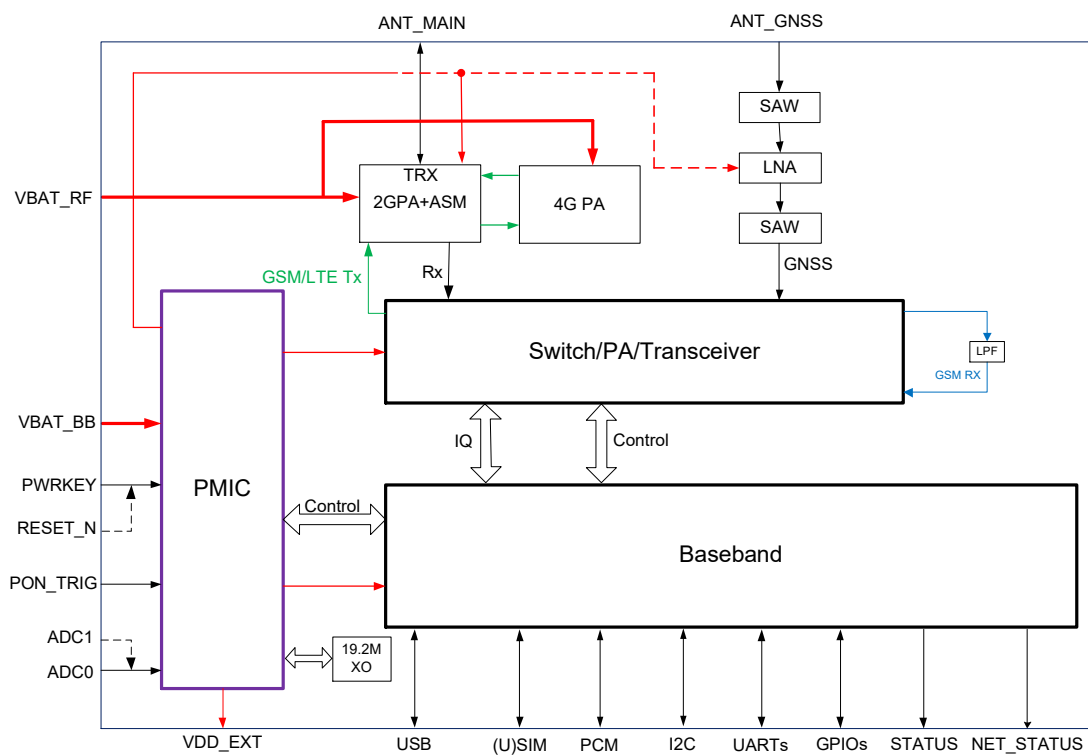 ANT_MAIN
ANT_GNSS
SAW
LNA
SAW
GNSS
VBAT_RF
TRX
2GPA+ASM
4G PA
GSM/LTE Tx
Rx
Switch/PA/Transceiver
LPF
GSM RX
VBAT_BB
PWRKEY
RESET_N
PON_TRIG
ADC1
ADC0
PMIC
IQ
Control
Control
Baseband
19.2M
XO
VDD_EXT
USB
(U)SIM
PCM
I2C
UARTs
GPIOs
STATUS
NET_STATUS